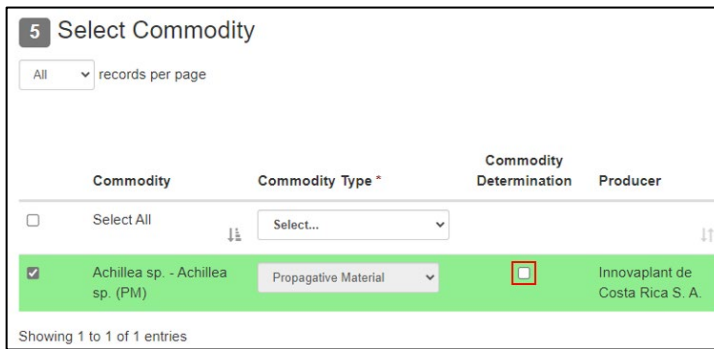 5 Select Commodity
All records per page
Commodity
Determination
Commodity Commodity Type * Producer
Select All Select...
Achillea sp. - Achillea
sp. (PM)
Propagative Material
Innovaplant de
Costa Rica S. A.
Showing 1 to 1 of 1 entries